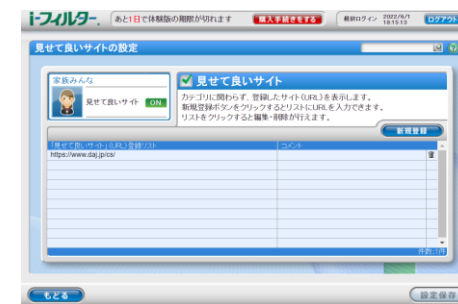 i-フィルター.
あと1日で体験版の期限が切れます
購入手続きをする
最終ログイン 2022/6/1
18:15:13
ログアウト
見せて良いサイトの設定
家族みんな
見せて良いサイト ON
見せて良いサイト
カテゴリに関わらず、登録したサイト(URL)を表示します。
新規登録ボタンをクリックするとリストにURLを入力できます。
リストをクリックすると編集・削除が行えます。
新規登録
「見せて良いサイト」(URL)登録リスト
コメント
https://www.daj.jp/cs/
件数:1件
もどる
設定保存